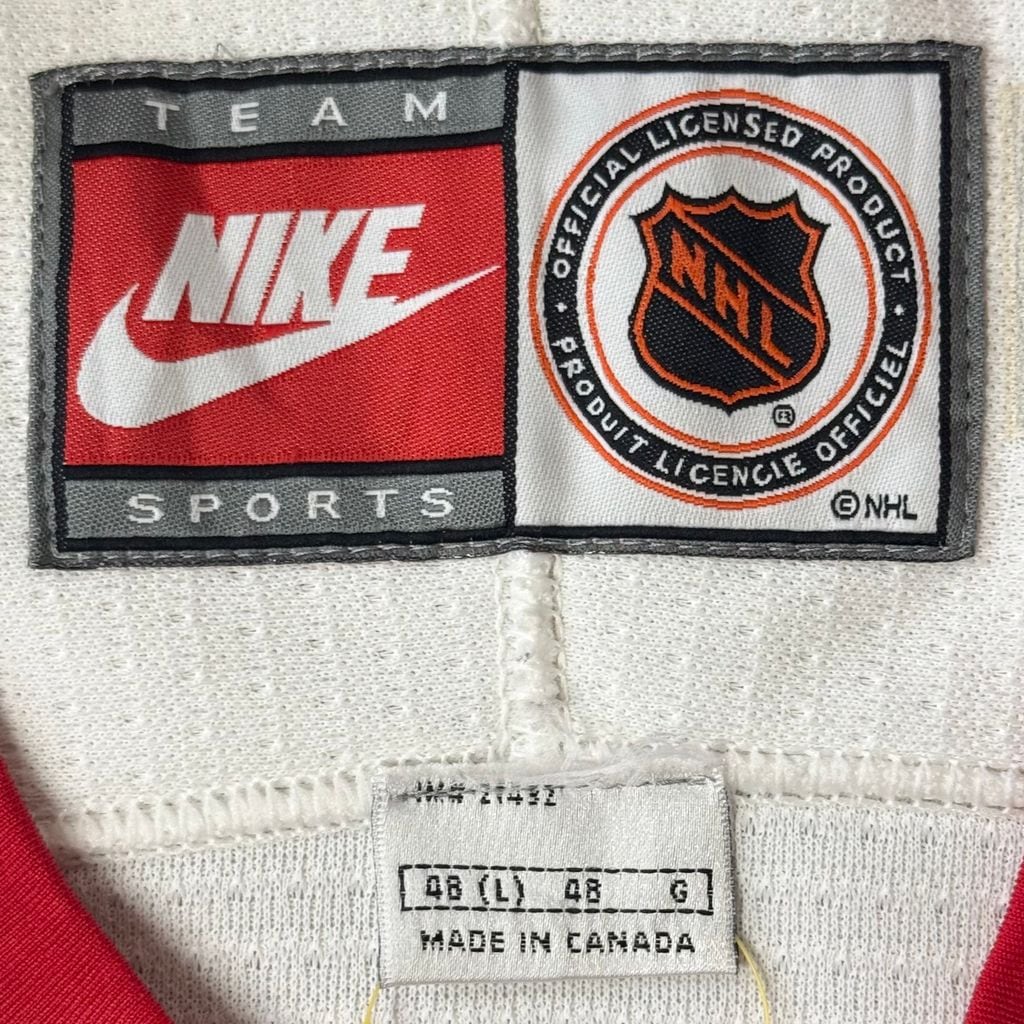 TEAM
NIKE
SPORTS
OFFICIAL LICENSED PRODUCT
NHL
PRODUIT LICENCIE OFFICIEL
®
© NHL
48 (L) 48 G
MADE IN CANADA